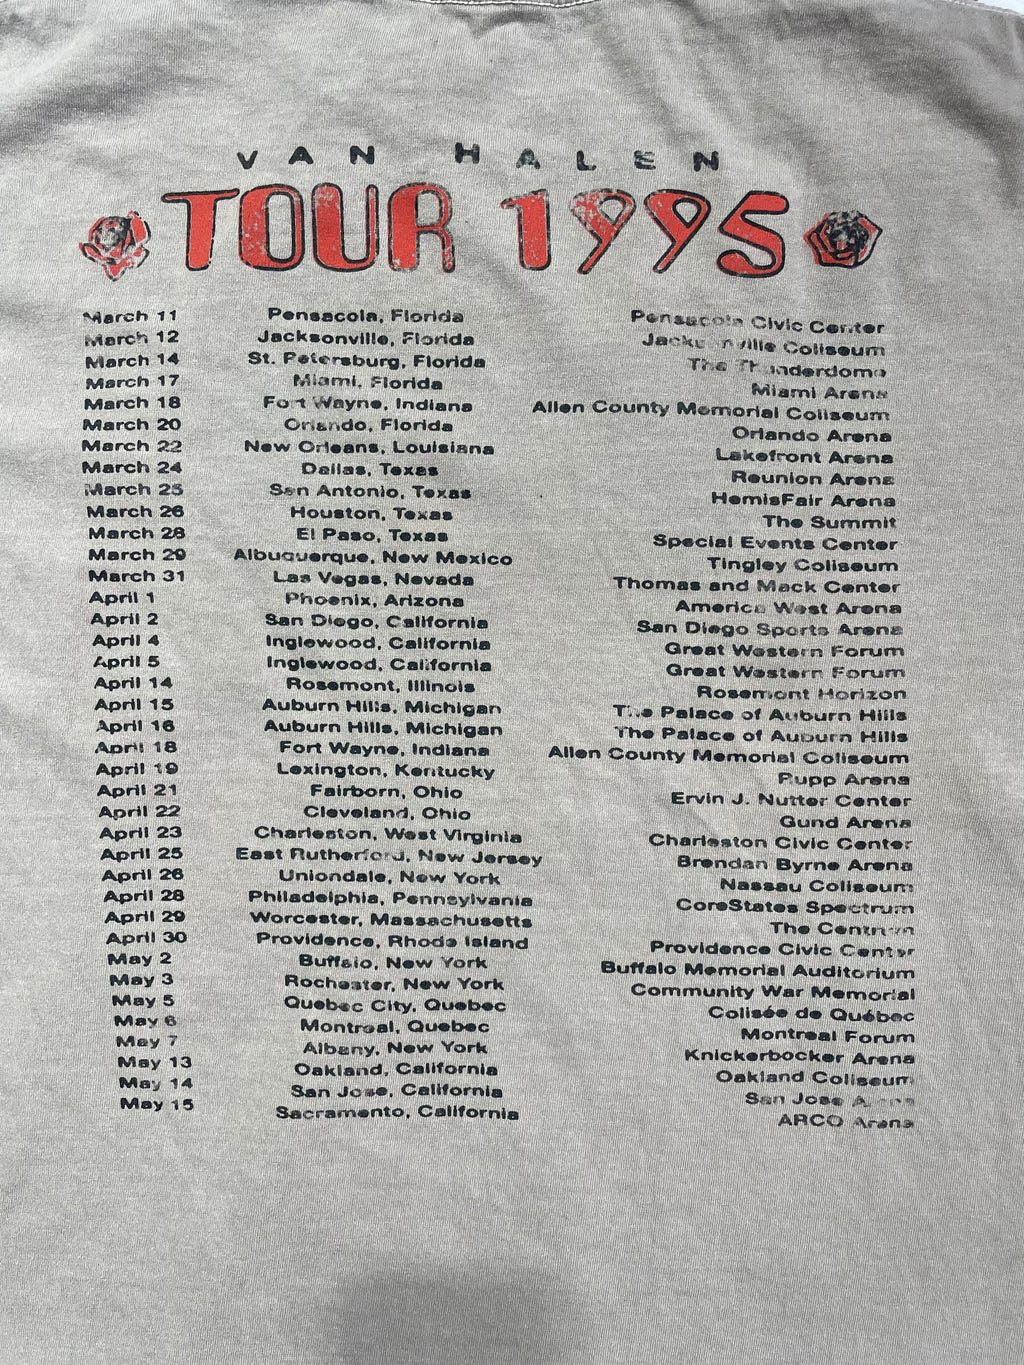 VAN HALEN
TOUR 1995
March 11 Pensacola, Florida Pensacola Civic Center
March 12 Jacksonville, Florida Jacksonville Coliseum
March 14 St. Petersburg, Florida The Thunderdome
March 17 Miami, Florida Miami Arena
March 18 Fort Wayne, Indiana Allen County Memorial Coliseum
March 20 Orlando, Florida Orlando Arena
March 22 New Orleans, Louisiana Lakefront Arena
March 24 Dallas, Texas Reunion Arena
March 25 San Antonio, Texas HemisFair Arena
March 26 Houston, Texas The Summit
March 28 El Paso, Texas Special Events Center
March 29 Albuquerque, New Mexico Tingley Coliseum
March 31 Las Vegas, Nevada Thomas and Mack Center
April 1 Phoenix, Arizona America West Arena
April 2 San Diego, California San Diego Sports Arena
April 4 Inglewood, California Great Western Forum
April 5 Inglewood, California Great Western Forum
April 14 Rosemont, Illinois Rosemont Horizon
April 15 Auburn Hills, Michigan The Palace of Auburn Hills
April 16 Auburn Hills, Michigan The Palace of Auburn Hills
April 18 Fort Wayne, Indiana Allen County Memorial Coliseum
April 19 Lexington, Kentucky Rupp Arena
April 21 Fairborn, Ohio Ervin J. Nutter Center
April 22 Cleveland, Ohio Gund Arena
April 23 Charleston, West Virginia Charleston Civic Center
April 25 East Rutherford, New Jersey Brendan Byrne Arena
April 26 Uniondale, New York Nassau Coliseum
April 28 Philadelphia, Pennsylvania CoreStates Spectrum
April 29 Worcester, Massachusetts The Centrum
April 30 Providence, Rhode Island Providence Civic Center
May 2 Buffalo, New York Buffalo Memorial Auditorium
May 3 Rochester, New York Community War Memorial
May 5 Quebec City, Quebec Colisée de Québec
May 6 Montreal, Quebec Montreal Forum
May 7 Albany, New York Knickerbocker Arena
May 13 Oakland, California Oakland Coliseum
May 14 San Jose, California San Jose Arena
May 15 Sacramento, California ARCO Arena